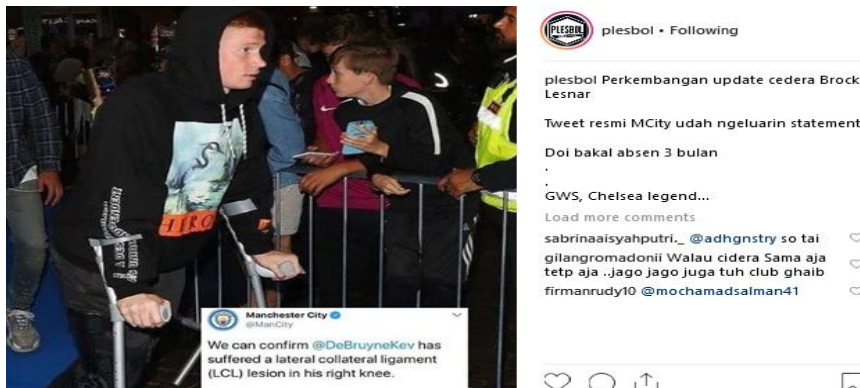 PLESBOL
plesbol • Following
plesbol Perkembangan update cedera Brock
Lesnar
Tweet resmi MCity udah ngeluarin statement
Doi bakal absen 3 bulan
.
.
GWS, Chelsea legend...
Load more comments
sabrinaaisyahputri._ @adhgnstry so tai
gilangromadonii Walau cidera Sama aja
tetp aja ..jago jago juga tuh club ghaib
firmanrudy10 @mochamadsalman41
Manchester City
@ManCity
We can confirm @DeBruyneKev has
suffered a lateral collateral ligament
(LCL) lesion in his right knee.